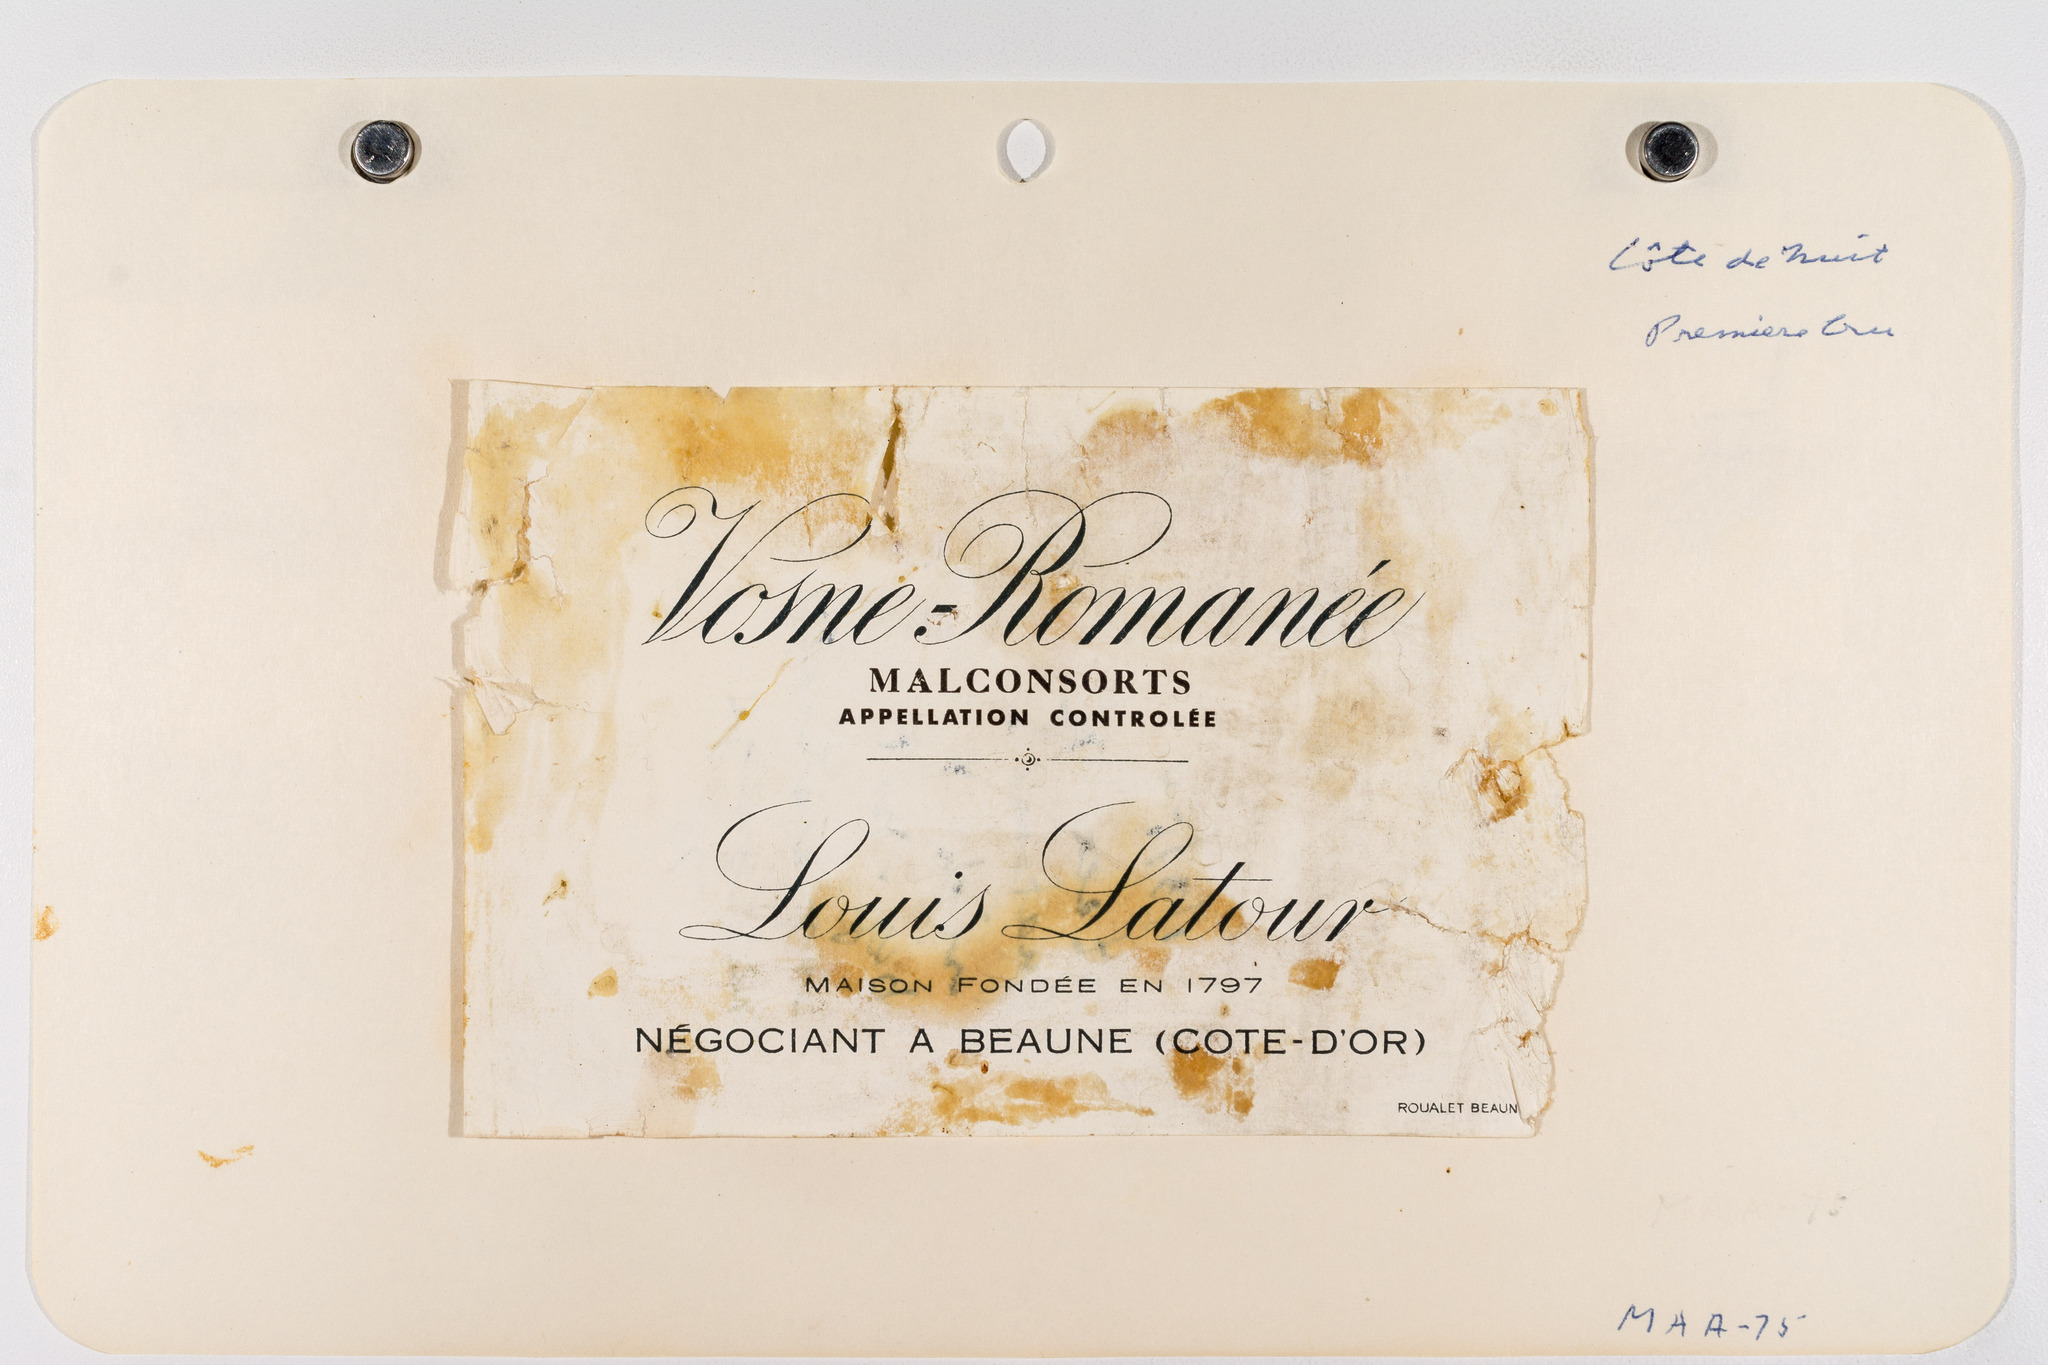 Côte de Nuit
Premiere Cru
Vosne-Romanée
MALCONSORTS
APPELLATION CONTROLÉE
Louis Latour
MAISON FONDÉE EN 1797
NÉGOCIANT A BEAUNE (COTE-D'OR)
ROUALET BEAUN
MAA-75